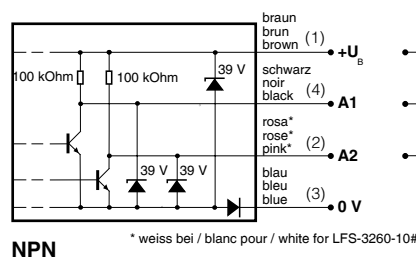 braun
brun
brown (1) +UB
100 kOhm 100 kOhm 39 V
schwarz
noir
black (4) A1
rosa*
rose*
pink* (2) A2
39 V 39 V
blau
bleu
blue (3) 0 V
* weiss bei / blanc pour / white for LFS-3260-10#
NPN